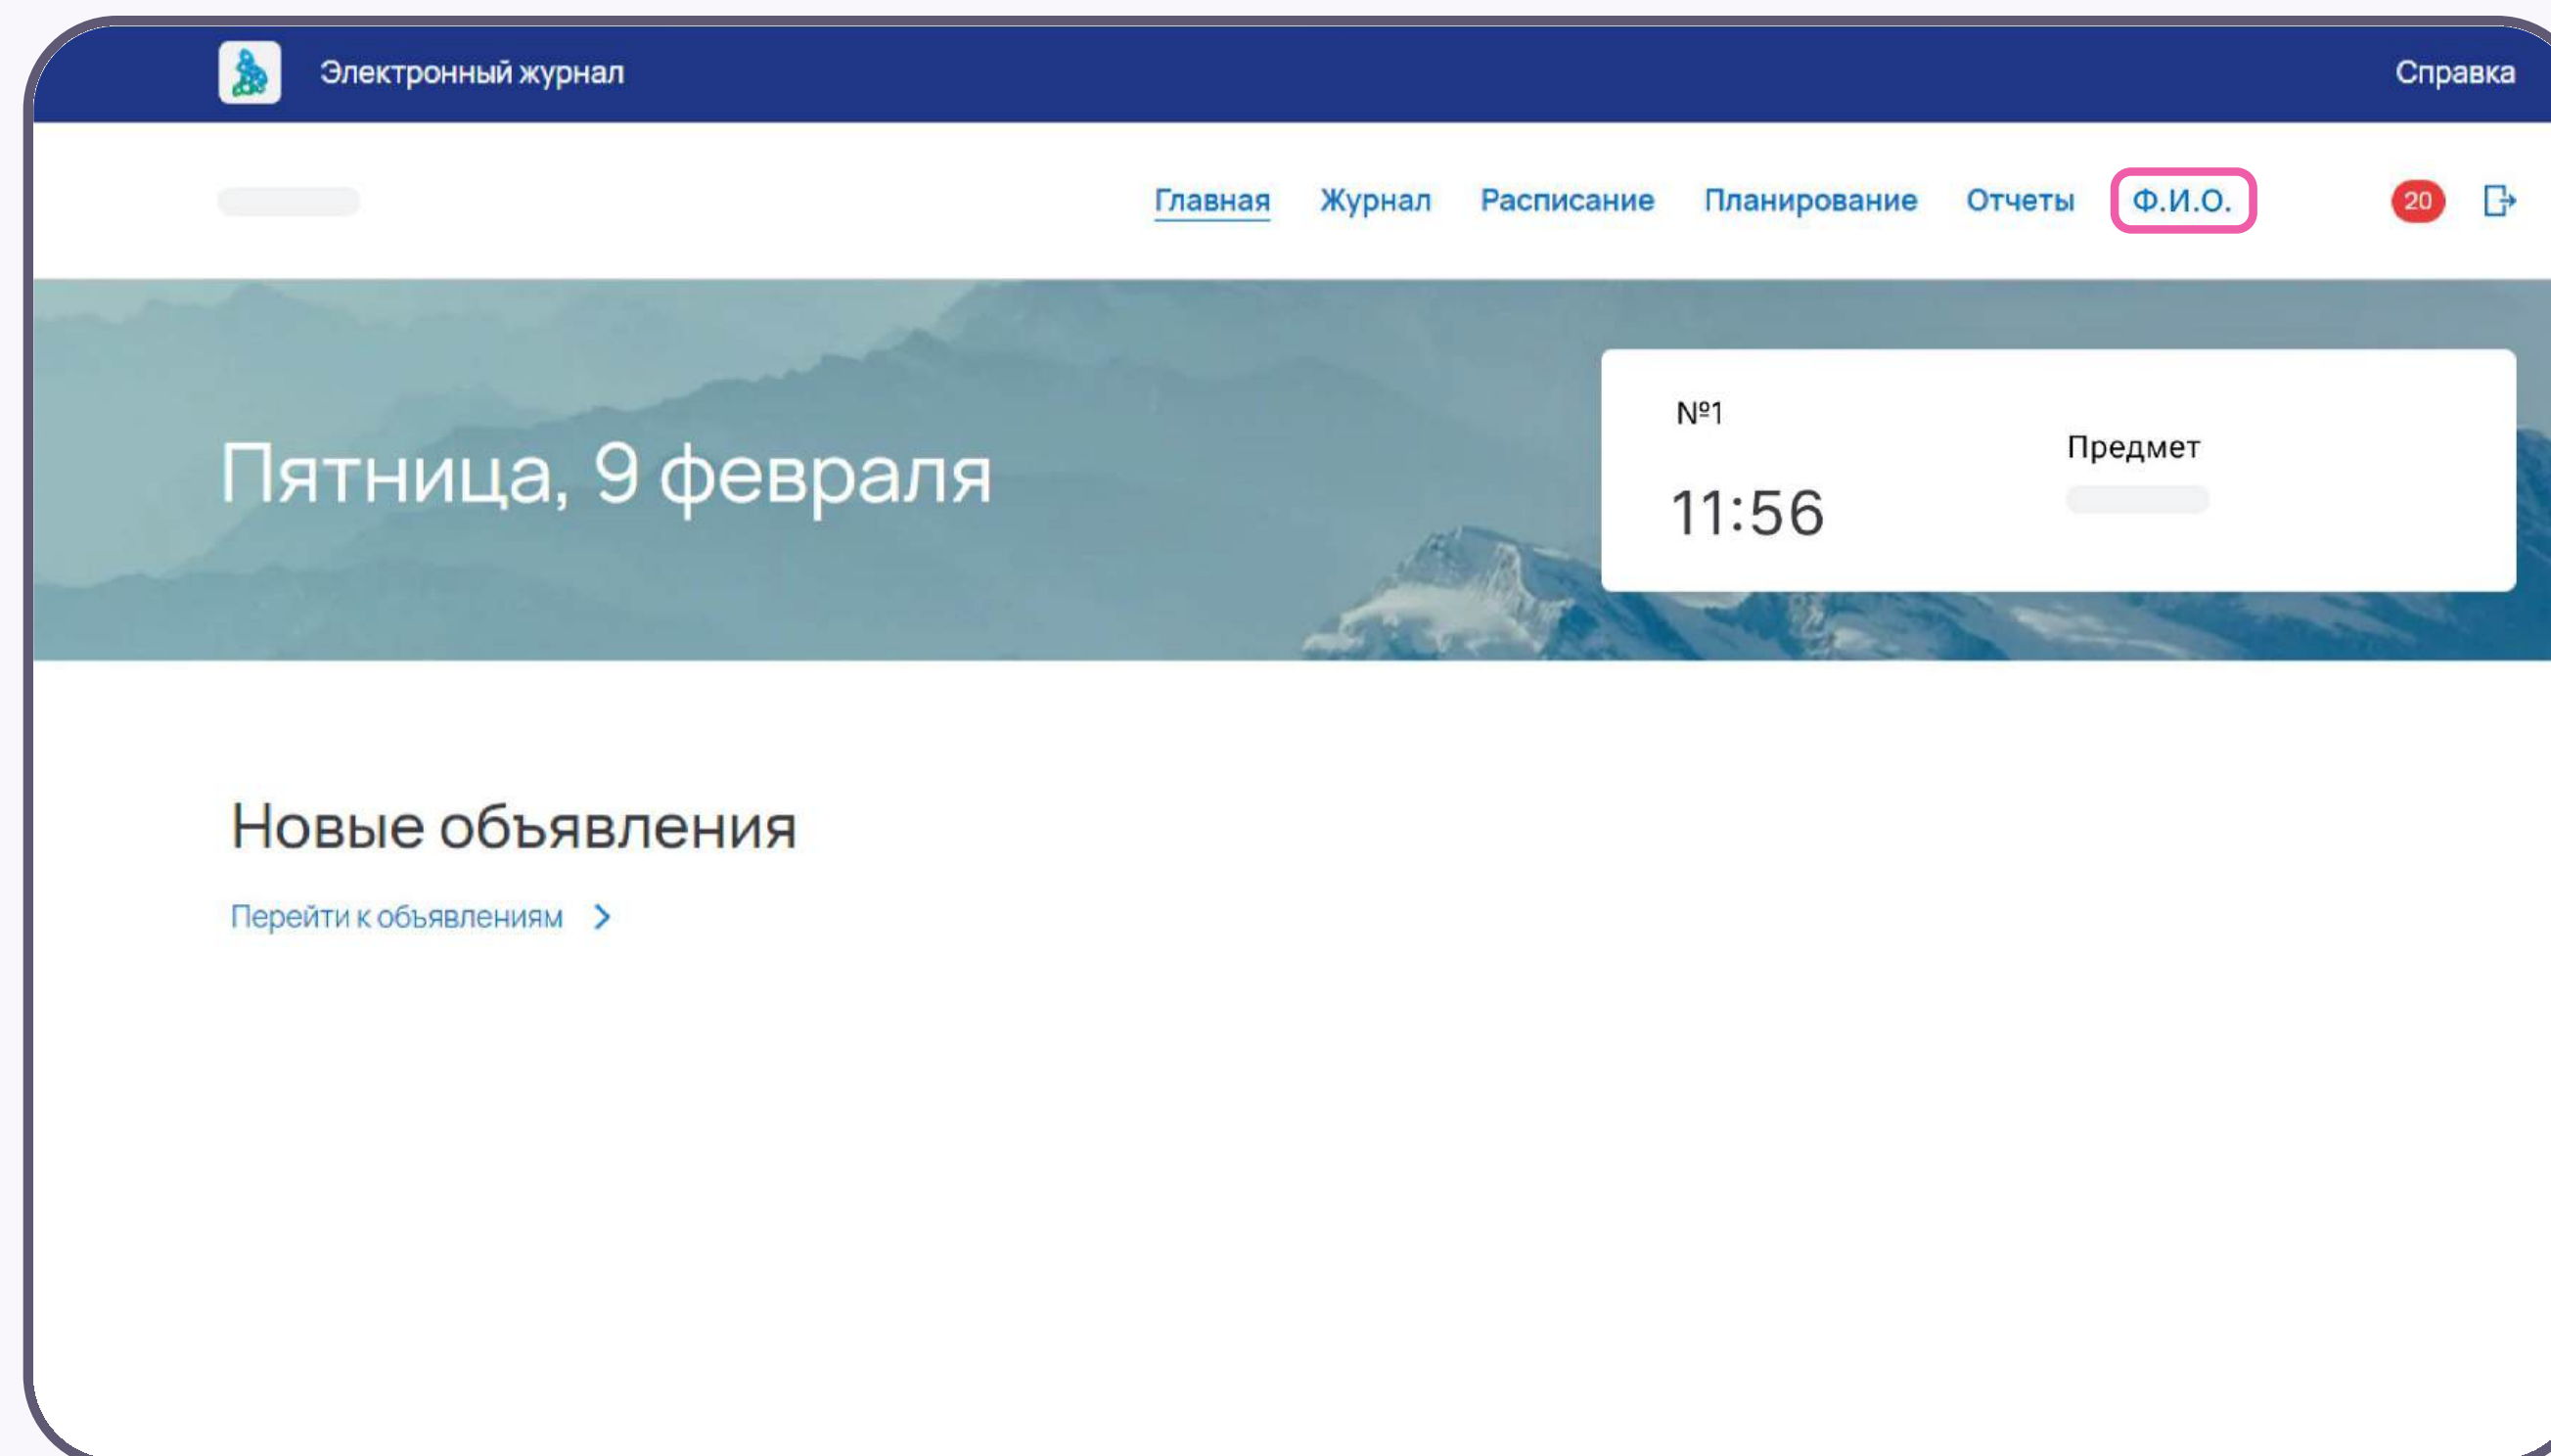 Электронный журнал
Справка
Главная Журнал Расписание Планирование Отчеты Ф.И.О. 20
Пятница, 9 февраля
№1
Предмет
11:56
Новые объявления
Перейти к объявлениям